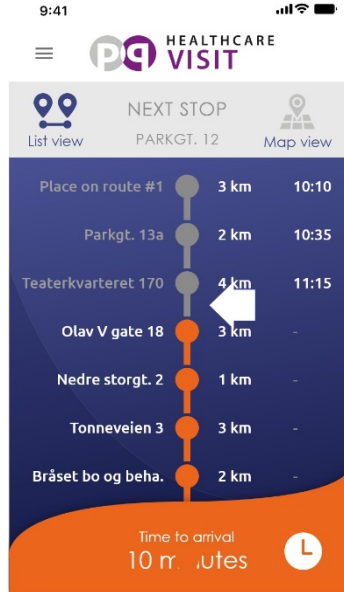 9:41
pq HEALTHCARE
VISIT
NEXT STOP
PARKGT. 12
List view
Map view
Place on route #1 3 km 10:10
Parkgt. 13a 2 km 10:35
Teaterkvarteret 170 4 km 11:15
Olav V gate 18 3 km -
Nedre storgt. 2 1 km -
Tonneveien 3 3 km -
Bråset bo og beha. 2 km -
Time to arrival
10